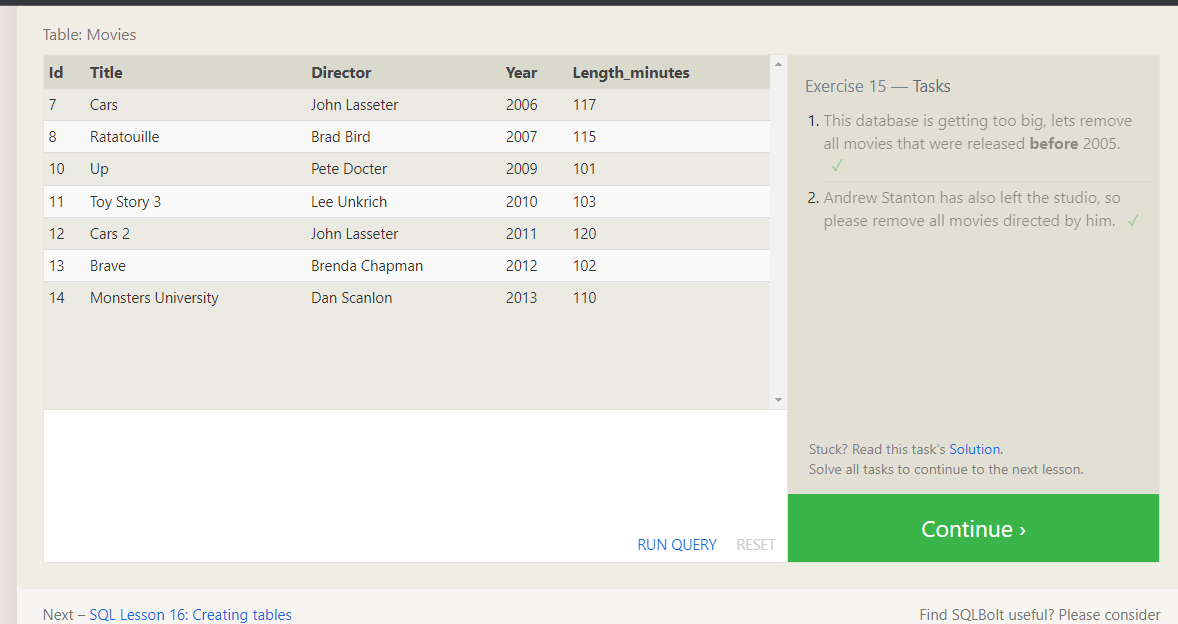 Table: Movies
Id Title Director Year Length_minutes
7 Cars John Lasseter 2006 117
8 Ratatouille Brad Bird 2007 115
10 Up Pete Docter 2009 101
11 Toy Story 3 Lee Unkrich 2010 103
12 Cars 2 John Lasseter 2011 120
13 Brave Brenda Chapman 2012 102
14 Monsters University Dan Scanlon 2013 110
RUN QUERY RESET
Exercise 15 — Tasks
1. This database is getting too big, lets remove
all movies that were released before 2005.
✓
2. Andrew Stanton has also left the studio, so
please remove all movies directed by him. ✓
Stuck? Read this task's Solution.
Solve all tasks to continue to the next lesson.
Continue ›
Next – SQL Lesson 16: Creating tables
Find SQLBolt useful? Please consider